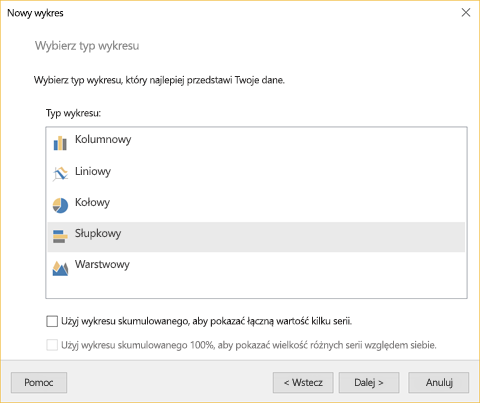 Nowy wykres
Wybierz typ wykresu
Wybierz typ wykresu, który najlepiej przedstawi Twoje dane.
Typ wykresu:
Kolumnowy
Liniowy
Kołowy
Słupkowy
Warstwowy
Użyj wykresu skumulowanego, aby pokazać łączną wartość kilku serii.
Użyj wykresu skumulowanego 100%, aby pokazać wielkość różnych serii względem siebie.
Pomoc
< Wstecz
Dalej >
Anuluj